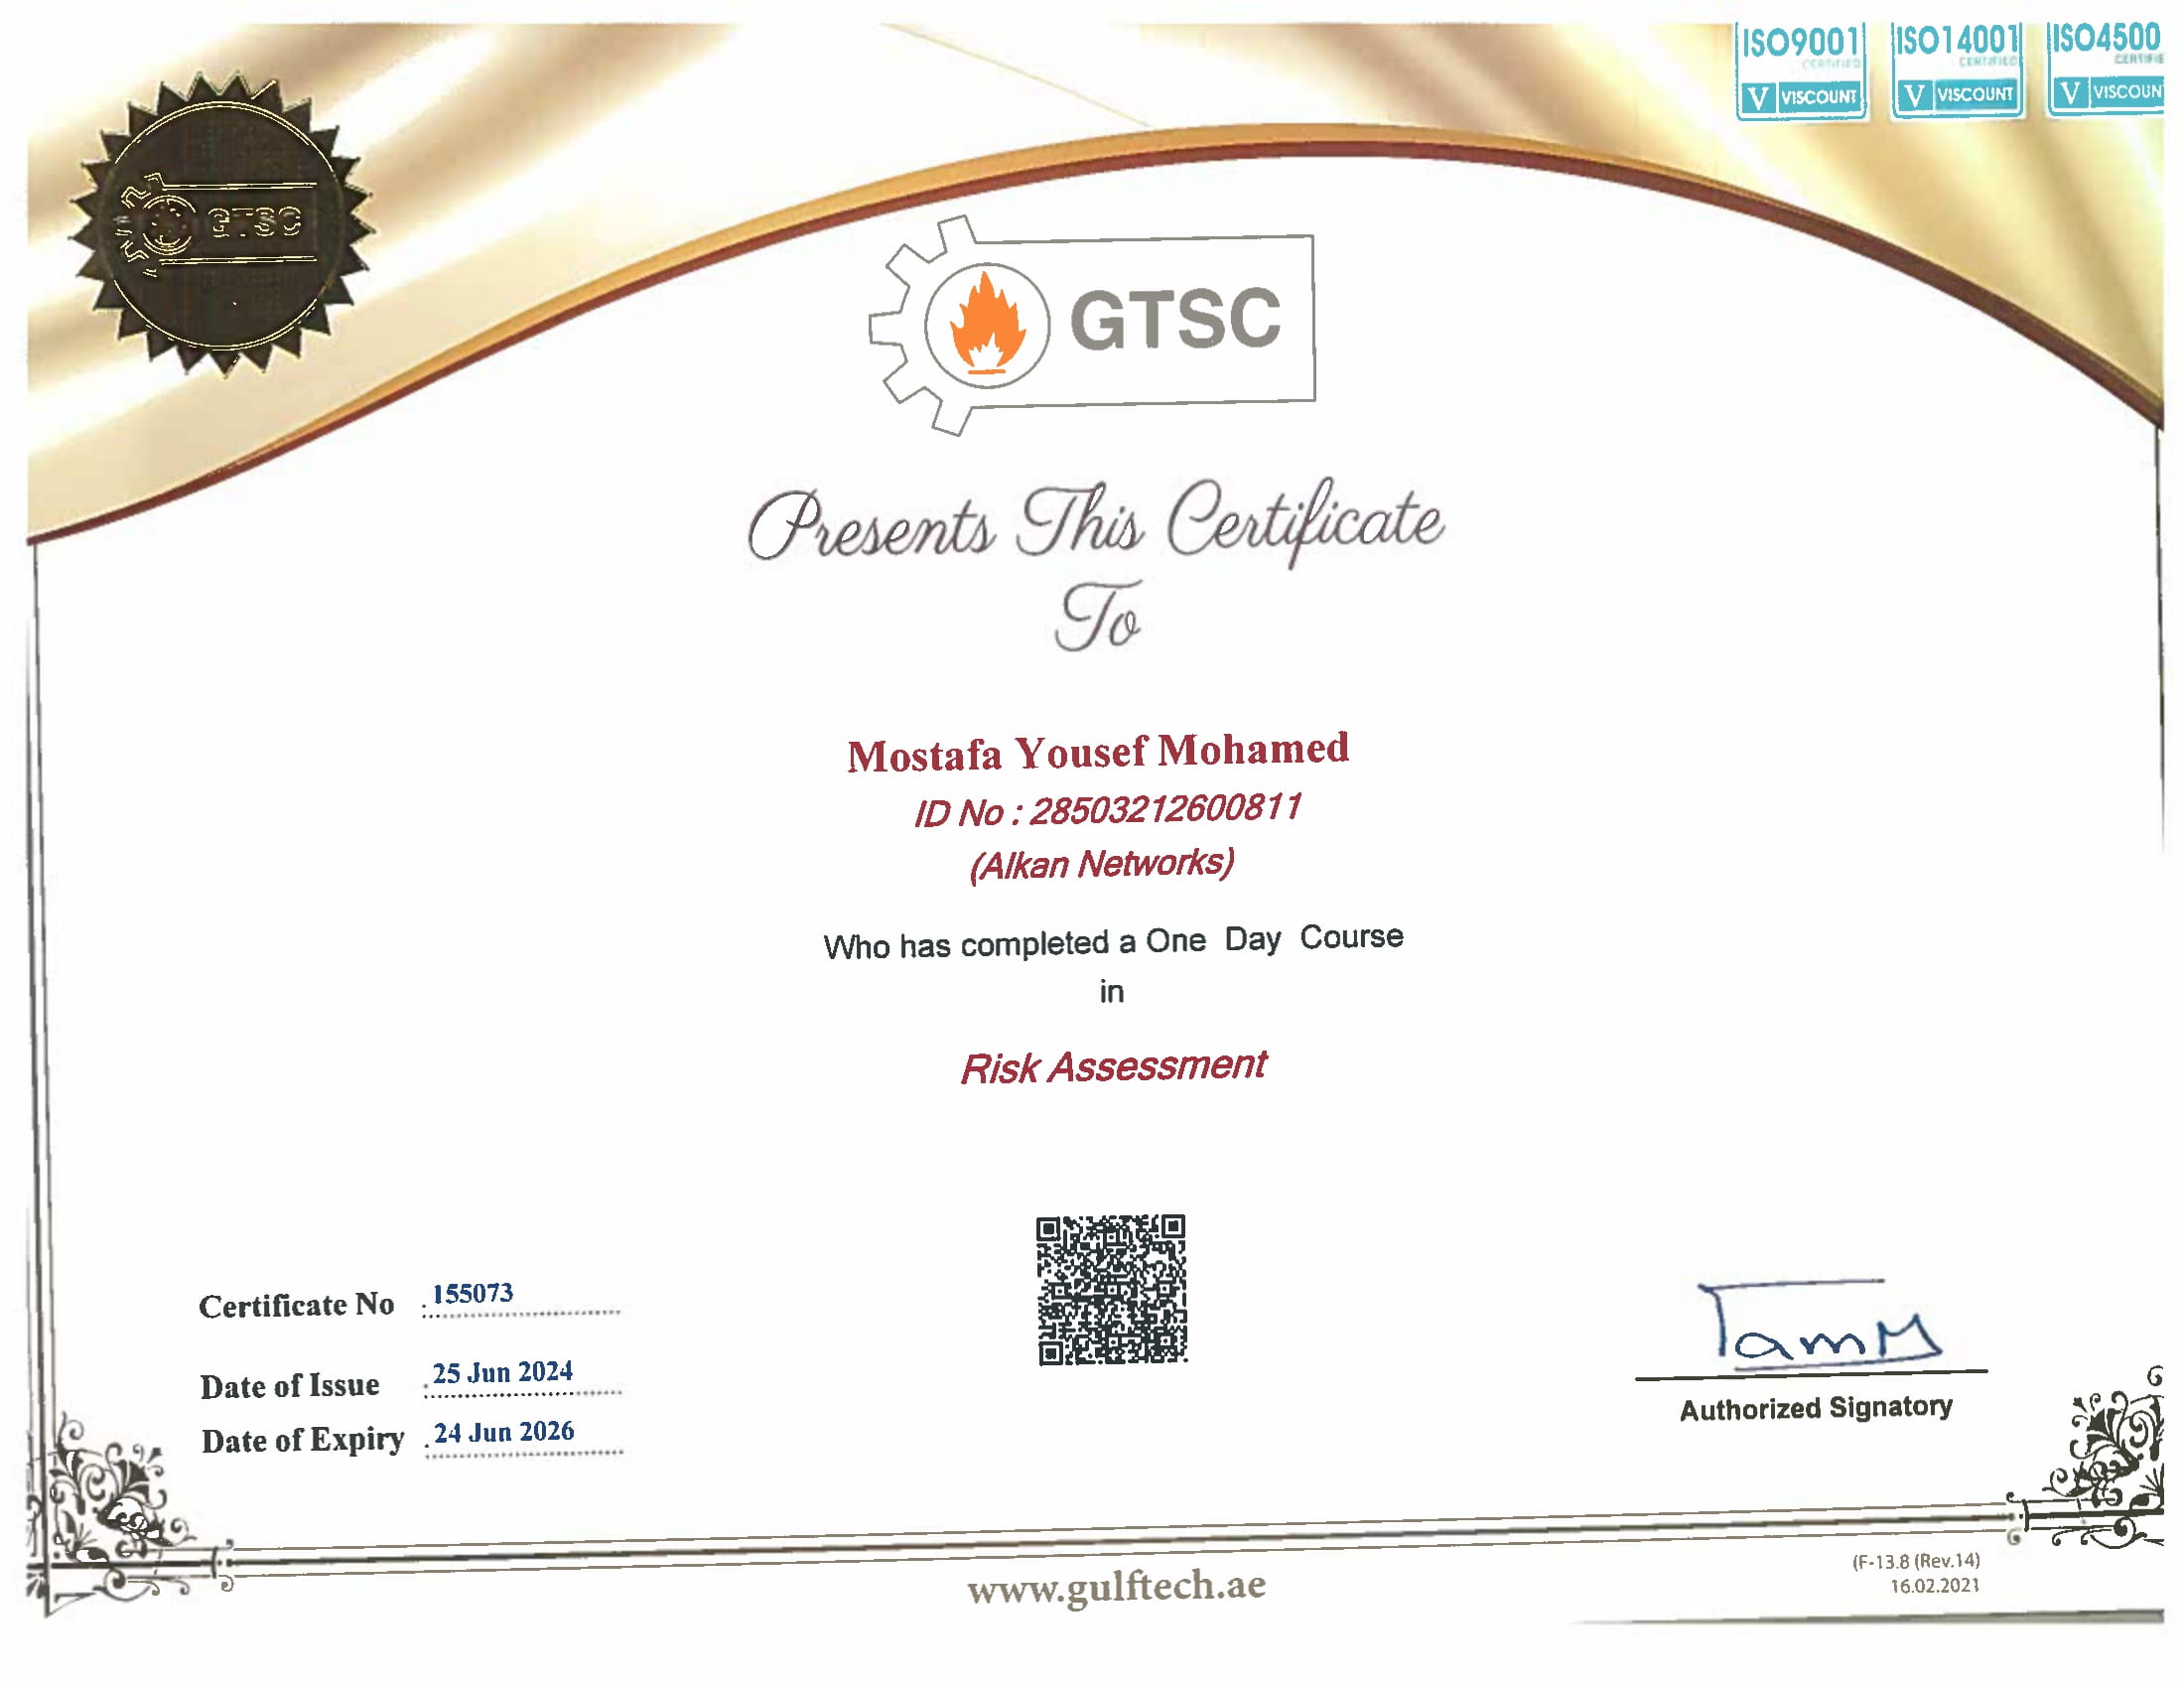 ISO9001
CERTIFIED
V VISCOUNT
ISO14001
CERTIFIED
V VISCOUNT
ISO4500
CERTIFIE
V VISCOUN
GTSC
GTSC
Presents This Certificate
To
Mostafa Yousef Mohamed
ID No : 28503212600811
(Alkan Networks)
Who has completed a One Day Course
in
Risk Assessment
Certificate No : 155073
Date of Issue : 25 Jun 2024
Date of Expiry : 24 Jun 2026
Authorized Signatory
www.gulftech.ae
(F-13.8 (Rev.14)
16.02.2021